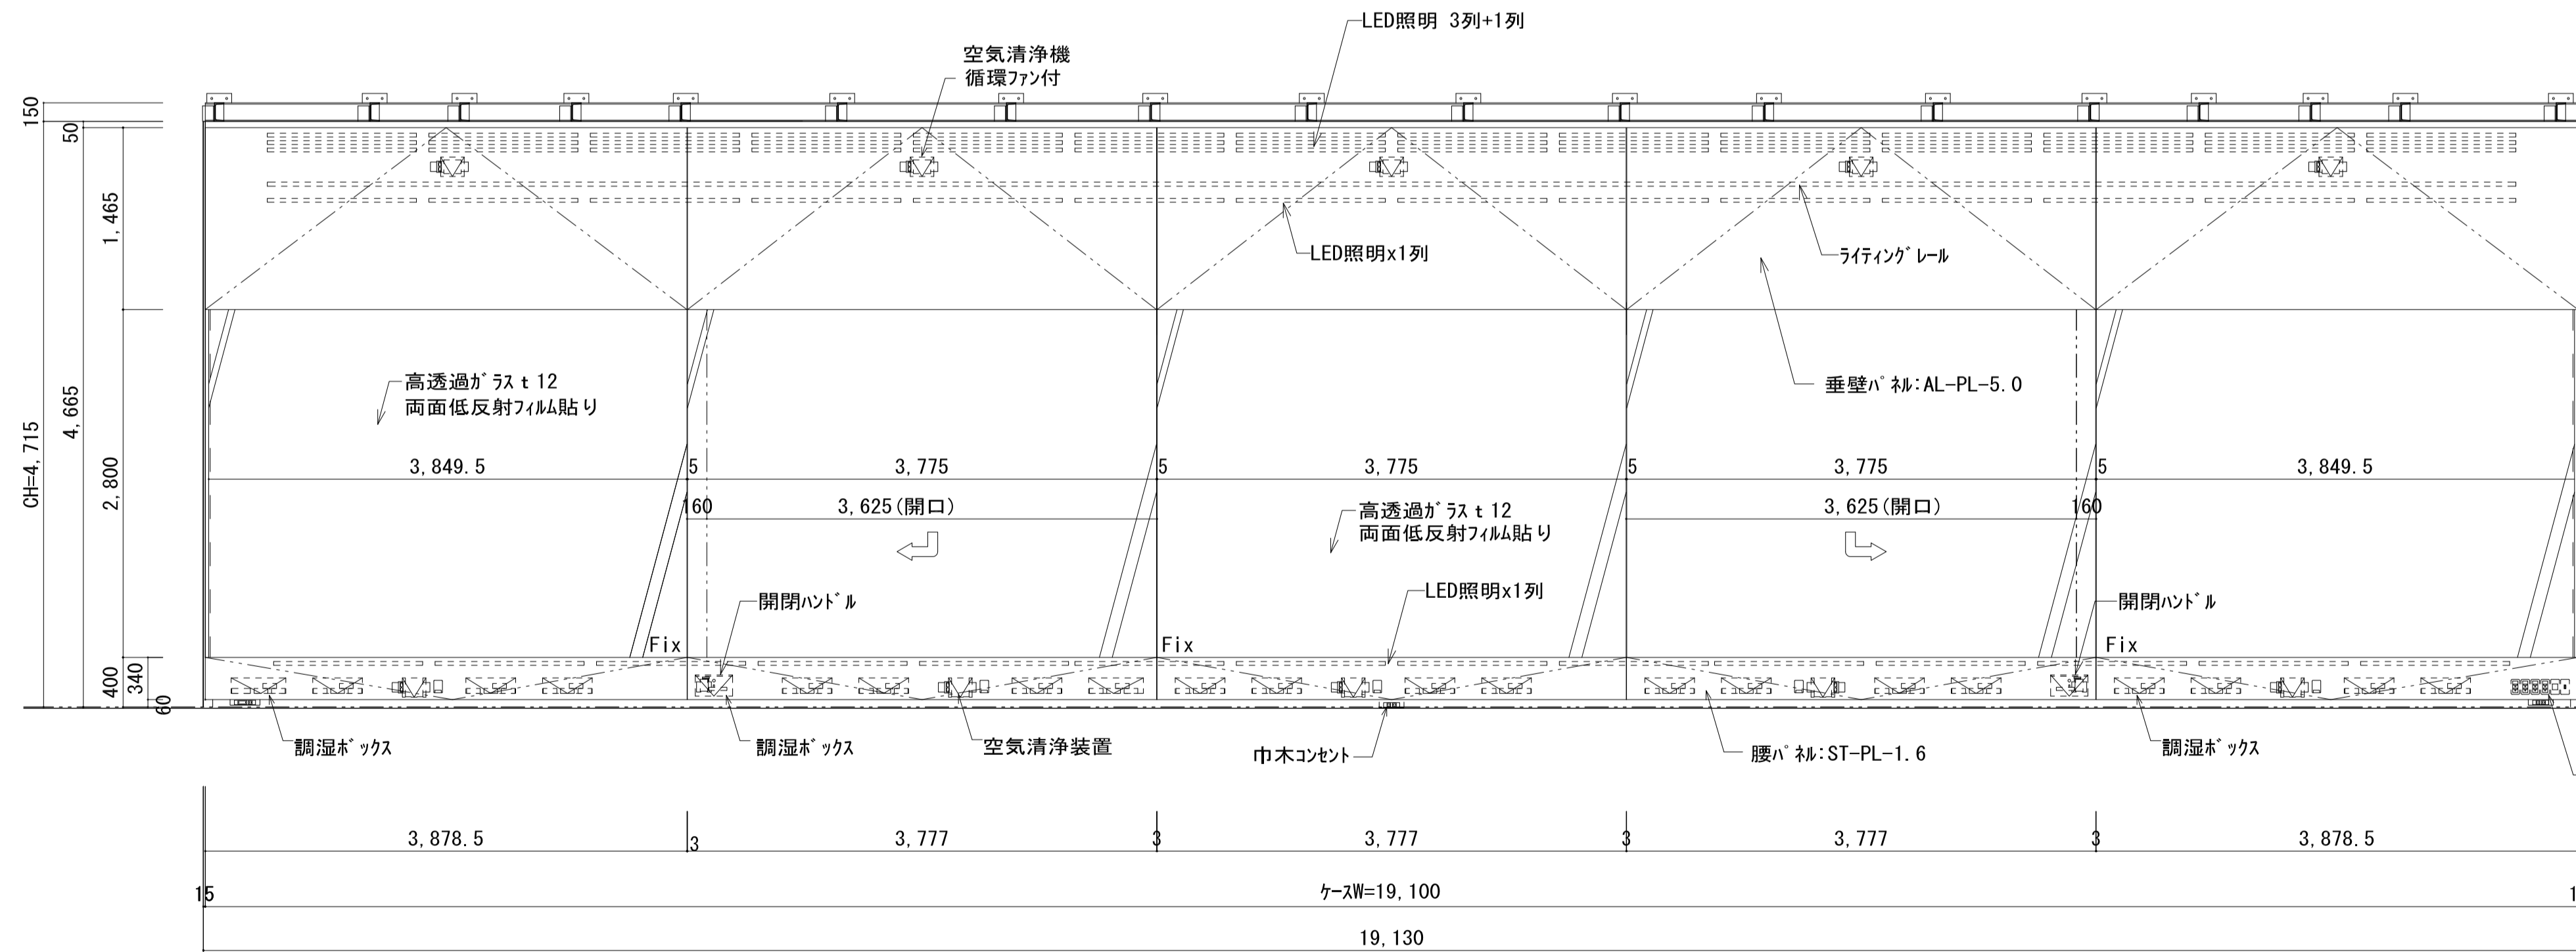 LED照明 3列+1列
空気清浄機
循環ファン付
150
50
1,465
LED照明x1列
ライティングレール
高透過ガラス t 12
両面低反射フィルム貼り
垂壁パネル:AL-PL-5.0
4,665
CH=4,715
2,800
3,849.5
5
3,775
5
3,775
5
3,775
5
3,849.5
160
3,625(開口)
高透過ガラス t 12
両面低反射フィルム貼り
3,625(開口)
160
開閉ハンドル
LED照明x1列
開閉ハンドル
Fix
Fix
Fix
400
340
60
調湿ボックス
調湿ボックス
空気清浄装置
巾木コンセント
腰パネル:ST-PL-1.6
調湿ボックス
3,878.5
3
3,777
3
3,777
3
3,777
3
3,878.5
15
ケースW=19,100
1
19,130